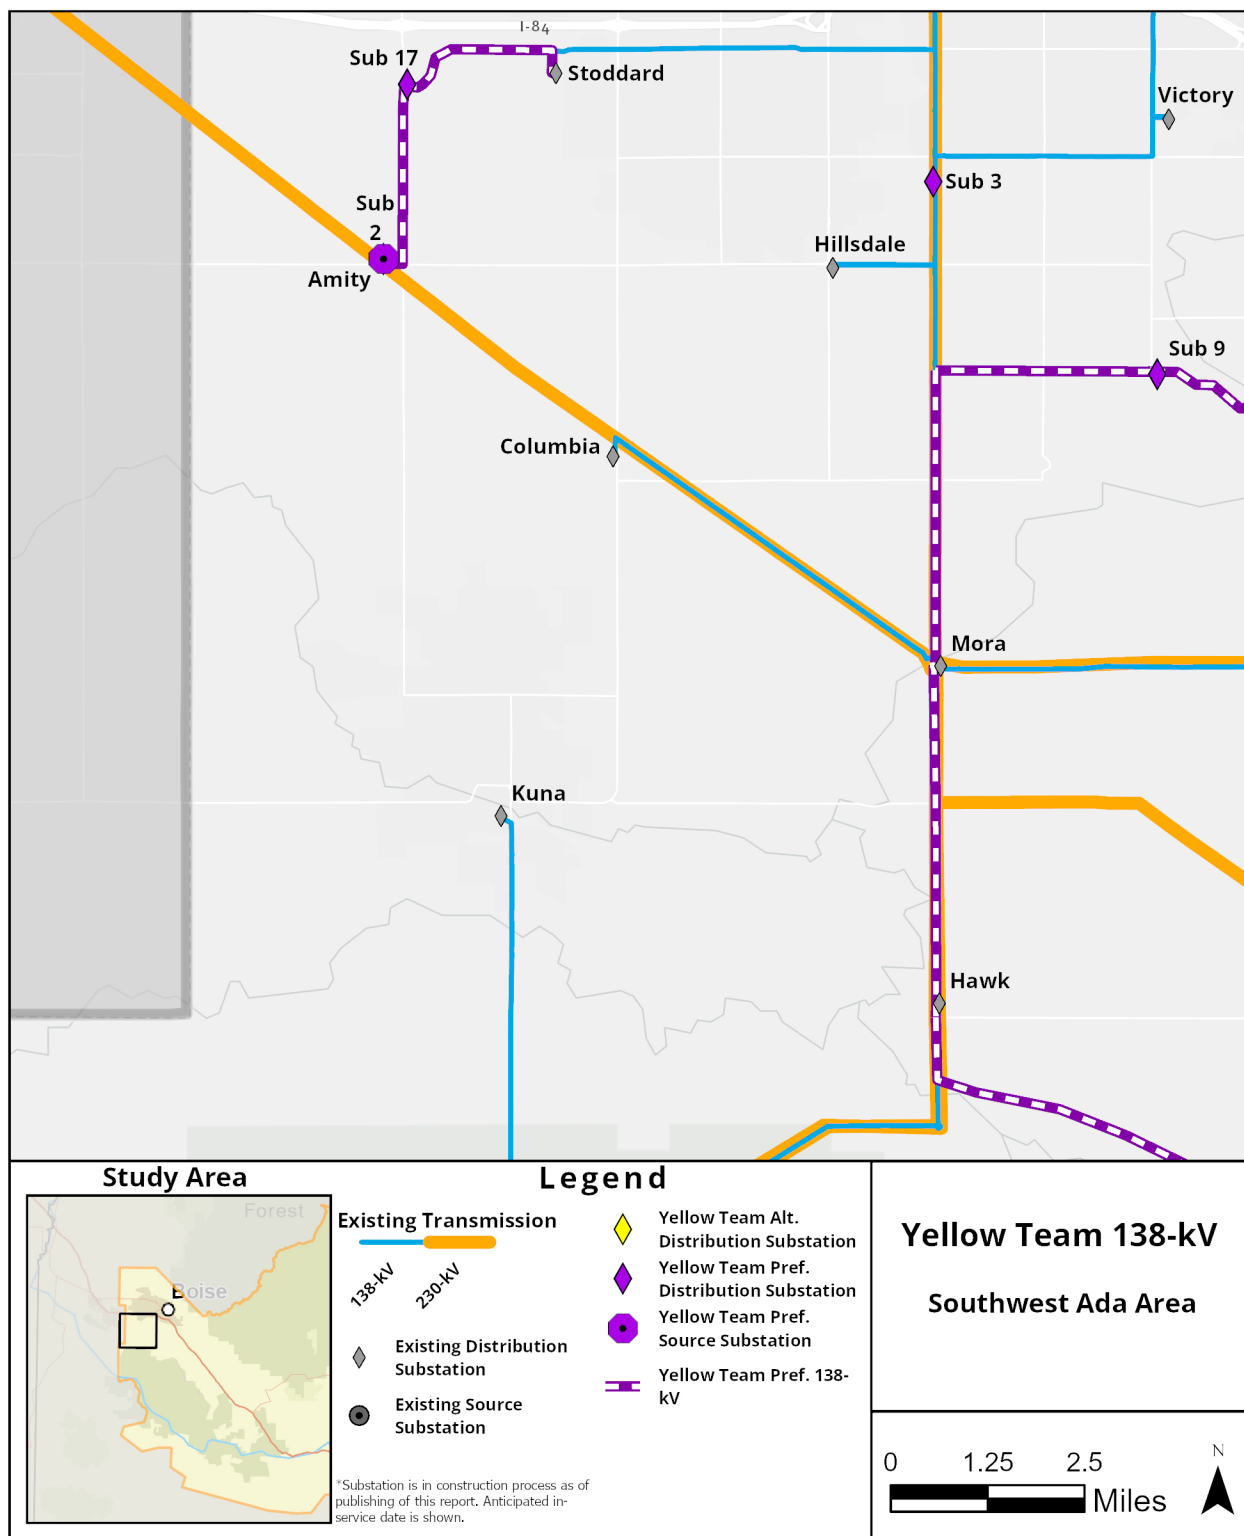 I-84
Sub 17
Stoddard
Victory
Sub 3
Sub
2
Hillsdale
Amity
Sub 9
Columbia
Mora
Kuna
Hawk
Study Area
Forest
Boise
Legend
Existing Transmission
138-kV
230-kV
Existing Distribution
Substation
Existing Source
Substation
Yellow Team Alt.
Distribution Substation
Yellow Team Pref.
Distribution Substation
Yellow Team Pref.
Source Substation
Yellow Team Pref. 138-
kV
*Substation is in construction process as of
publishing of this report. Anticipated in-
service date is shown.
Yellow Team 138-kV
Southwest Ada Area
0 1.25 2.5
Miles
N